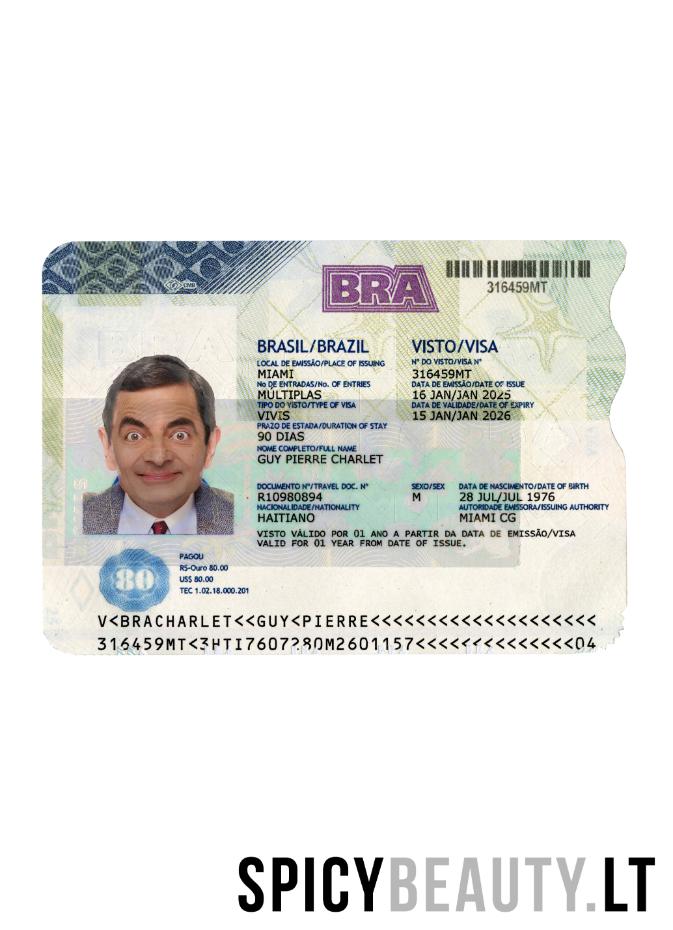 BRA
316459MT
BRASIL/BRAZIL
LOCAL DE EMISSÃO/PLACE OF ISSUING
MIAMI
No DE ENTRADAS/No. OF ENTRIES
MÚLTIPLAS
TIPO DO VISTO/TYPE OF VISA
VIVIS
PRAZO DE ESTADA/DURATION OF STAY
90 DIAS
NOME COMPLETO/FULL NAME
GUY PIERRE CHARLET
VISTO/VISA
Nº DO VISTO/VISA Nº
316459MT
DATA DE EMISSÃO/DATE OF ISSUE
16 JAN/JAN 2025
DATA DE VALIDADE/DATE OF EXPIRY
15 JAN/JAN 2026
DOCUMENTO Nº/TRAVEL DOC. Nº
R10980894
NACIONALIDADE/NATIONALITY
HAITIANO
SEXO/SEX
M
DATA DE NASCIMENTO/DATE OF BIRTH
28 JUL/JUL 1976
AUTORIDADE EMISSORA/ISSUING AUTHORITY
MIAMI CG
VISTO VÁLIDO POR 01 ANO A PARTIR DA DATA DE EMISSÃO/VISA
VALID FOR 01 YEAR FROM DATE OF ISSUE.
80
PAGOU
R$-Ouro 80.00
US$ 80.00
TEC 1.02.18.000.201
V<BRACHARLET<<GUY<PIERRE<<<<<<<<<<<<<<<<<<<<
316459MT<3HTI7607280M2601157<<<<<<<<<<<<<<04
SPICYBEAUTY.LT